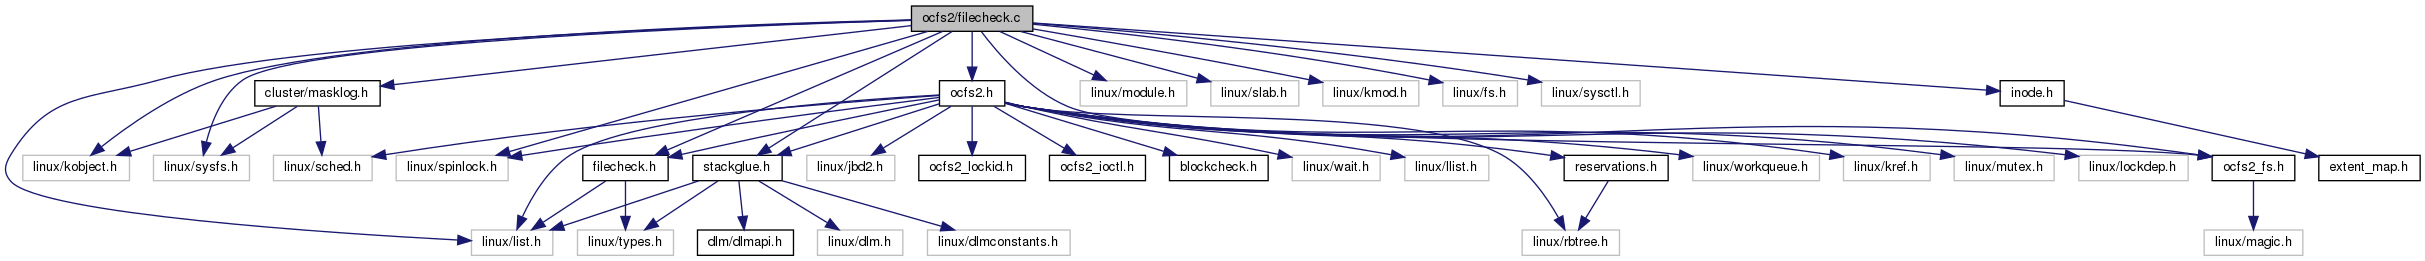 ocfs2/filecheck.c
cluster/masklog.h
ocfs2.h
linux/module.h
linux/slab.h
linux/kmod.h
linux/fs.h
linux/sysctl.h
inode.h
linux/kobject.h
linux/sysfs.h
linux/sched.h
linux/spinlock.h
filecheck.h
stackglue.h
linux/jbd2.h
ocfs2_lockid.h
ocfs2_ioctl.h
blockcheck.h
linux/wait.h
linux/llist.h
reservations.h
linux/workqueue.h
linux/kref.h
linux/mutex.h
linux/lockdep.h
ocfs2_fs.h
extent_map.h
linux/list.h
linux/types.h
dlm/dlmapi.h
linux/dlm.h
linux/dlmconstants.h
linux/rbtree.h
linux/magic.h